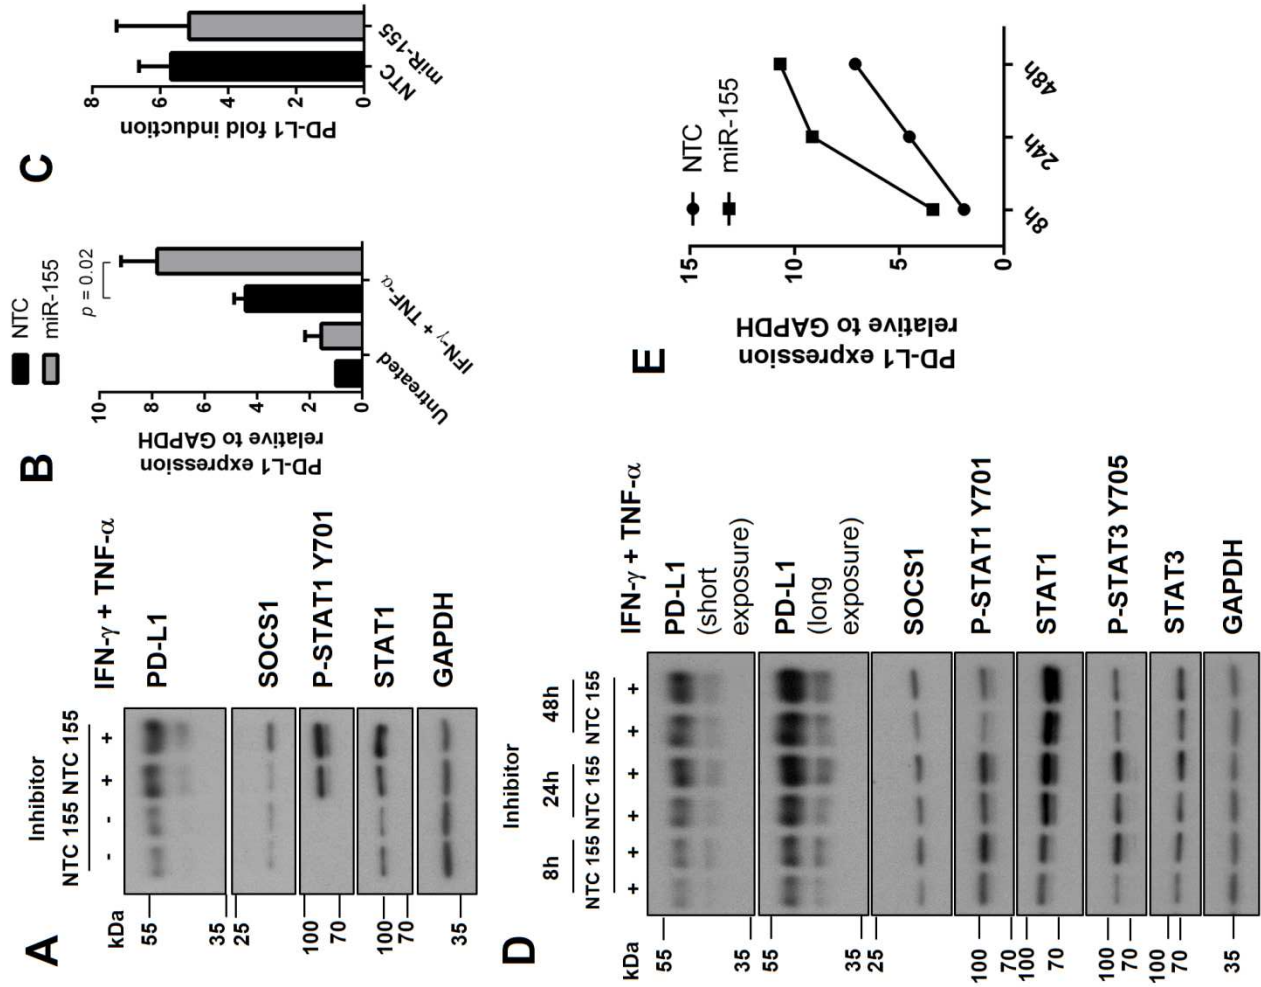 A
Inhibitor
NTC 155 NTC 155
kDa
- - + + IFN-γ + TNF-α
55
PD-L1
35
25
SOCS1
100
P-STAT1 Y701
70
100
STAT1
70
35
GAPDH
B
NTC
miR-155
PD-L1 expression
relative to GAPDH
10
8
6
4
2
0
p = 0.02
Untreated
IFN-γ + TNF-α
C
PD-L1 fold induction
8
6
4
2
0
NTC
miR-155
D
Inhibitor
8h 24h 48h
NTC 155 NTC 155 NTC 155
kDa
+ + + + + + IFN-γ + TNF-α
55
PD-L1
(short
exposure)
35
55
PD-L1
(long
exposure)
35
25
SOCS1
100
P-STAT1 Y701
70
100
STAT1
70
100
P-STAT3 Y705
70
100
STAT3
70
35
GAPDH
E
PD-L1 expression
relative to GAPDH
15
10
5
0
NTC
miR-155
8h
24h
48h